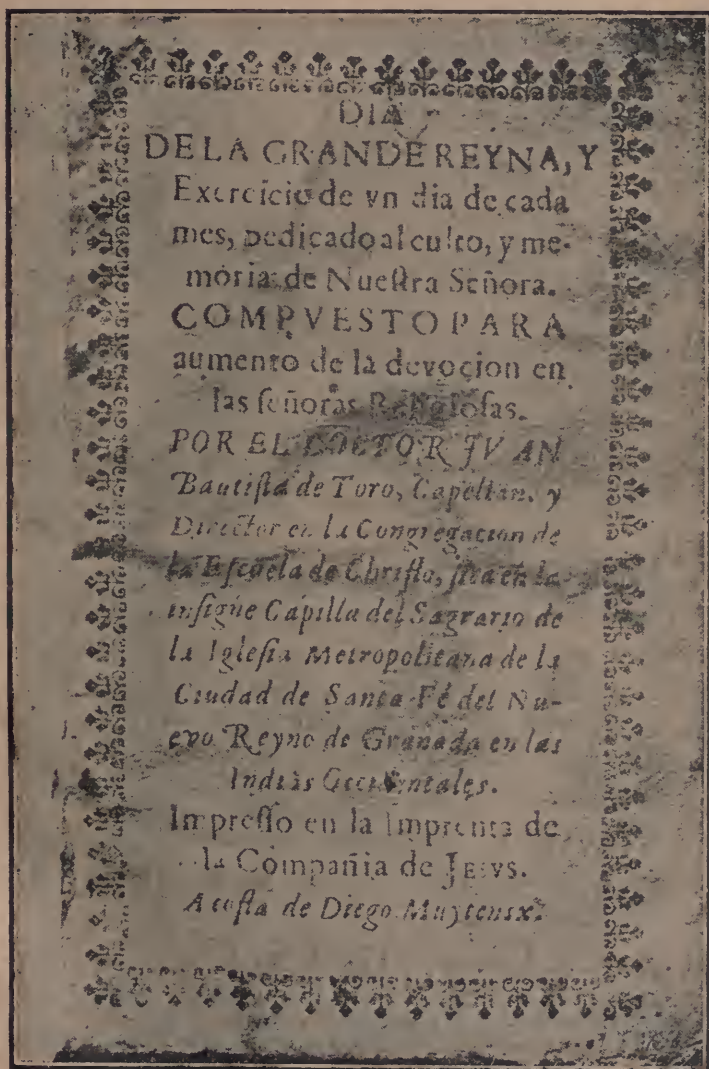 DIA
DE LA GRANDE REYNA, Y
Exercicio de vn dia de cada
mes, dedicado al culto, y me-
moria de Nueſtra Señora.
COMPVESTO PARA
aumento de la devocion en
las ſeñoras Religioſas.
POR EL DOCTOR JVAN
Bautiſta de Toro, Capellan, y
Director en la Congregacion de
la Eſcuela de Chriſto, ſita en la
inſigne Capilla del Sagrario de
la Igleſia Metropolitana de la
Ciudad de Santa Fé del Nu-
evo Reyno de Granada en las
Indias Occidentales.
Impreſſo en la Imprenta de
la Compañia de JESVS.
A coſta de Diego